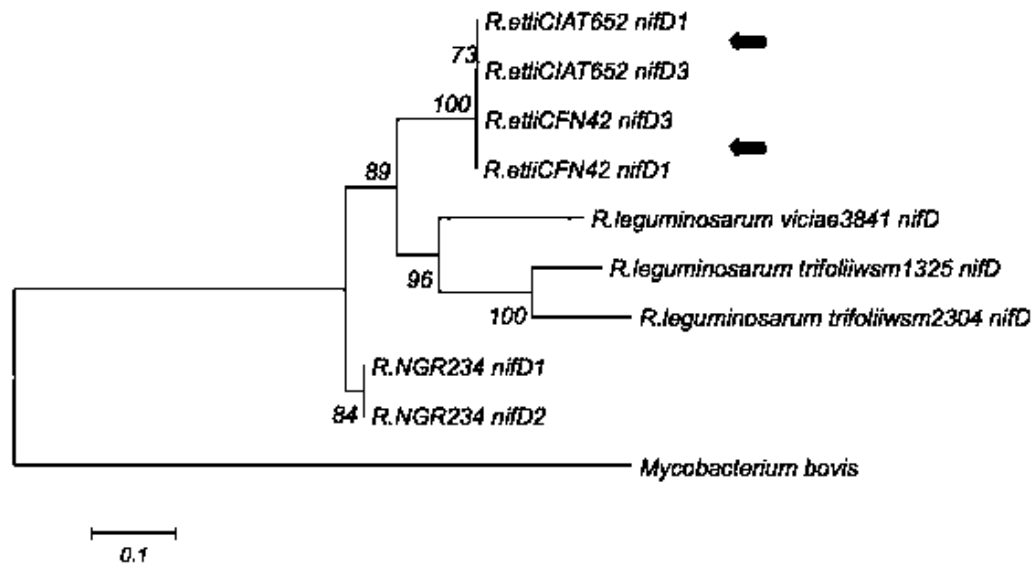 R.etliCIAT652 nifD1
73
R.etliCIAT652 nifD3
100
R.etliCFN42 nifD3
R.etliCFN42 nifD1
89
R.leguminosarum viciae3841 nifD
96
R.leguminosarum trifoliiwsm1325 nifD
100
R.leguminosarum trifoliiwsm2304 nifD
R.NGR234 nifD1
84
R.NGR234 nifD2
Mycobacterium bovis
0.1